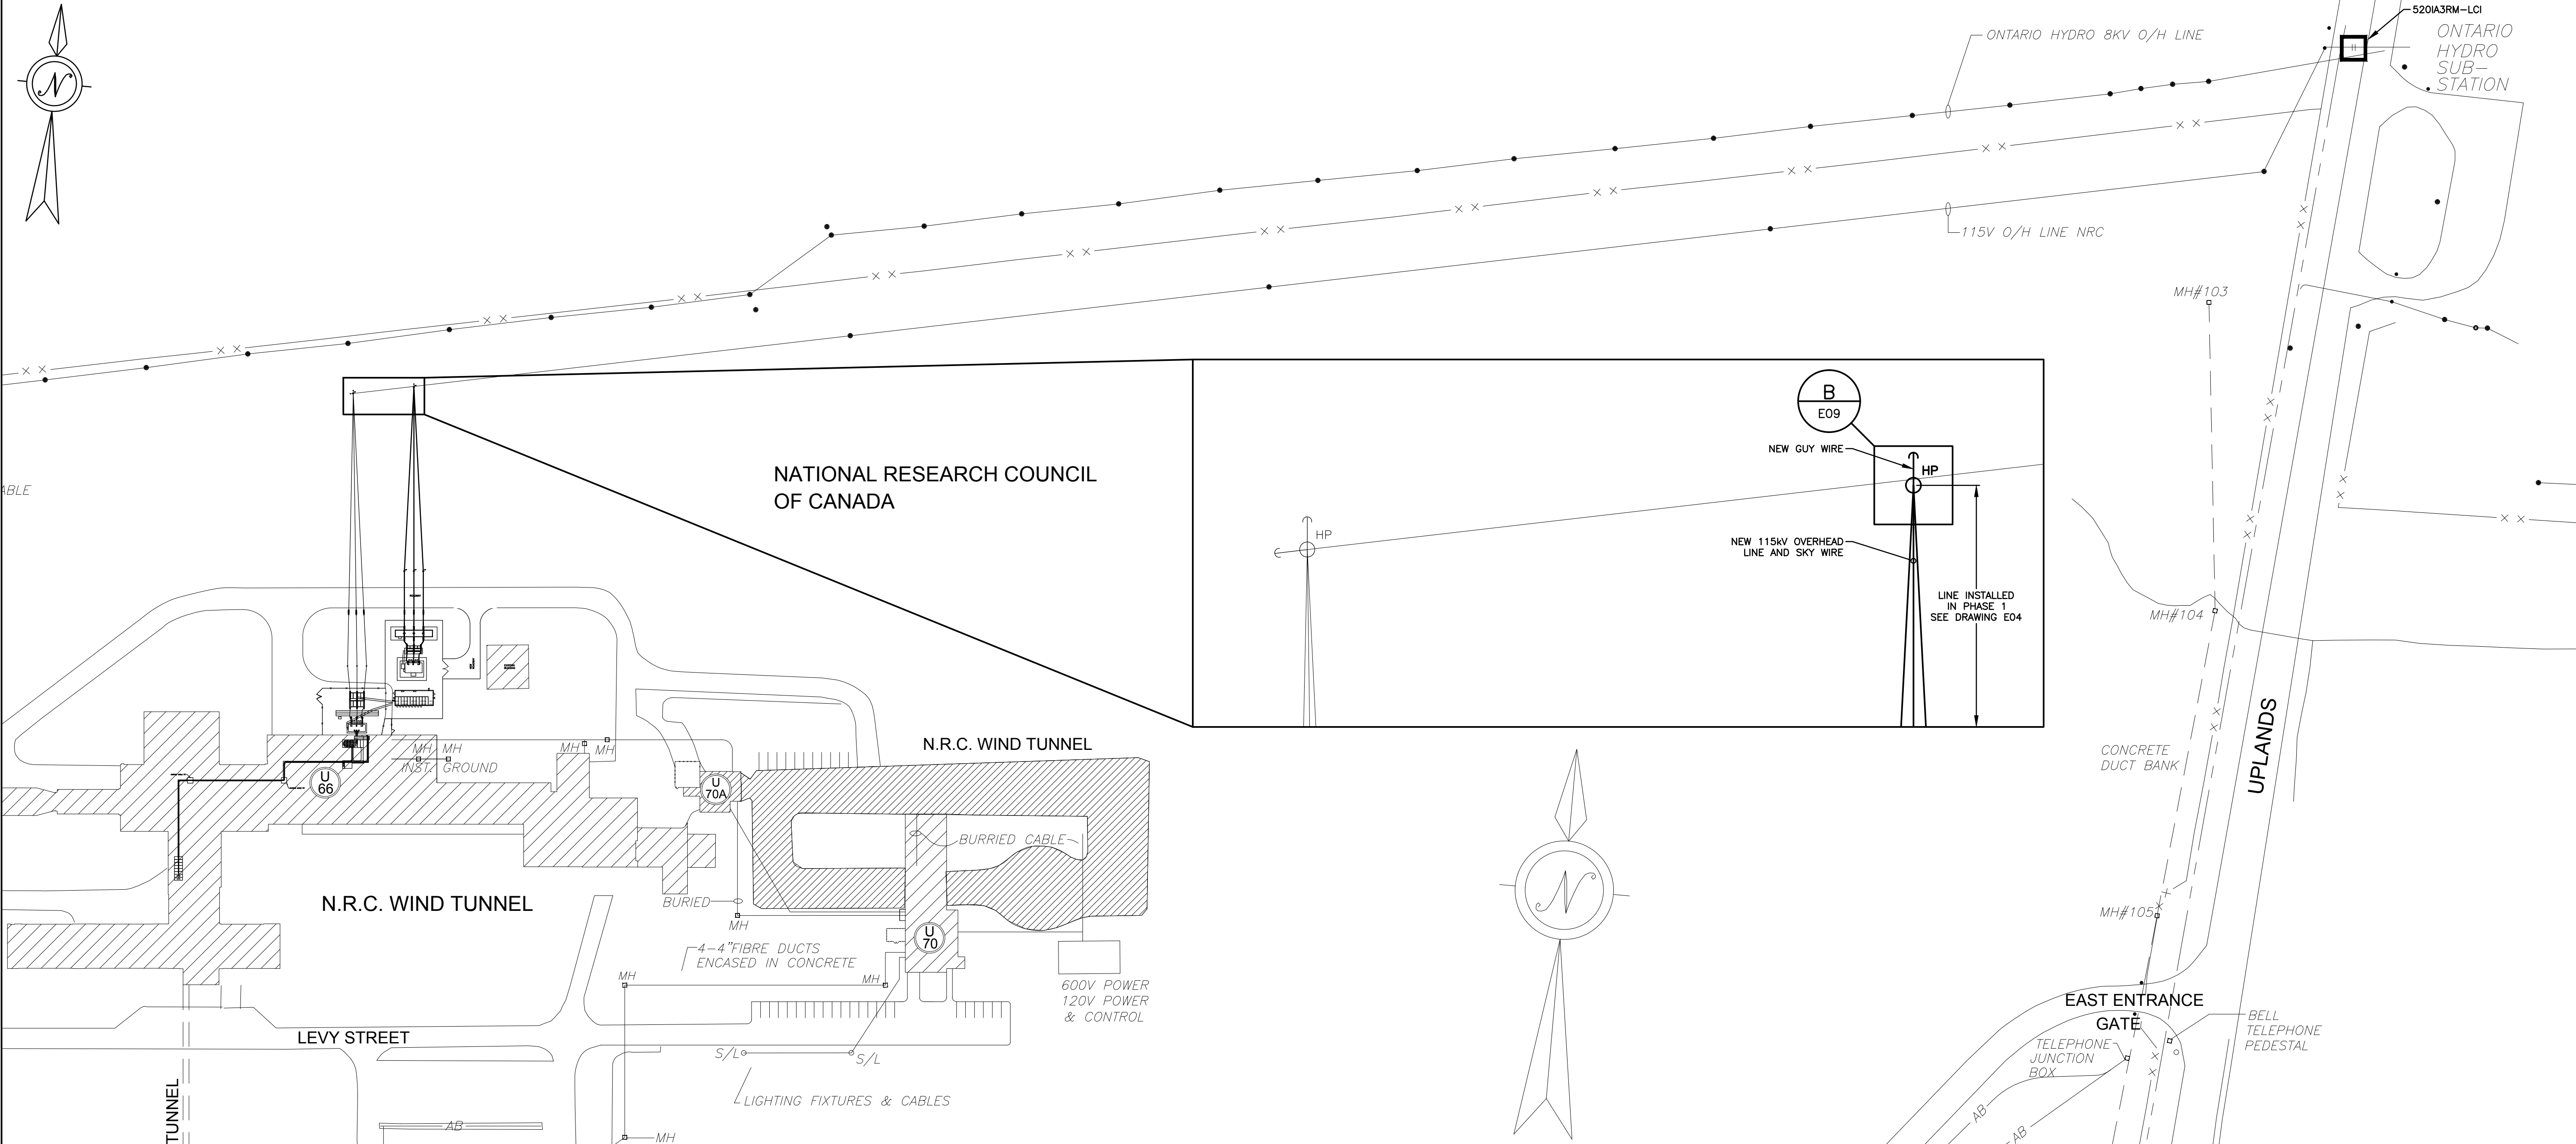 N
ONTARIO HYDRO 8KV O/H LINE
520IA3RM-LCI
ONTARIO
HYDRO
SUB-
STATION
115V O/H LINE NRC
MH#103
ABLE
NATIONAL RESEARCH COUNCIL
OF CANADA
B
E09
NEW GUY WIRE
HP
HP
NEW 115kV OVERHEAD
LINE AND SKY WIRE
LINE INSTALLED
IN PHASE 1
SEE DRAWING E04
MH#104
UPLANDS
CONCRETE
DUCT BANK
N.R.C. WIND TUNNEL
MH MH
INST. GROUND
MH
MH
U
66
U
70A
BURRIED CABLE
N
N.R.C. WIND TUNNEL
BURIED
MH
MH#105
4-4"FIBRE DUCTS
ENCASED IN CONCRETE
U
70
MH
MH
600V POWER
120V POWER
& CONTROL
EAST ENTRANCE
GATE
BELL
TELEPHONE
PEDESTAL
TELEPHONE
JUNCTION
BOX
LEVY STREET
S/L
S/L
LIGHTING FIXTURES & CABLES
TUNNEL
AB
MH
AB
AB